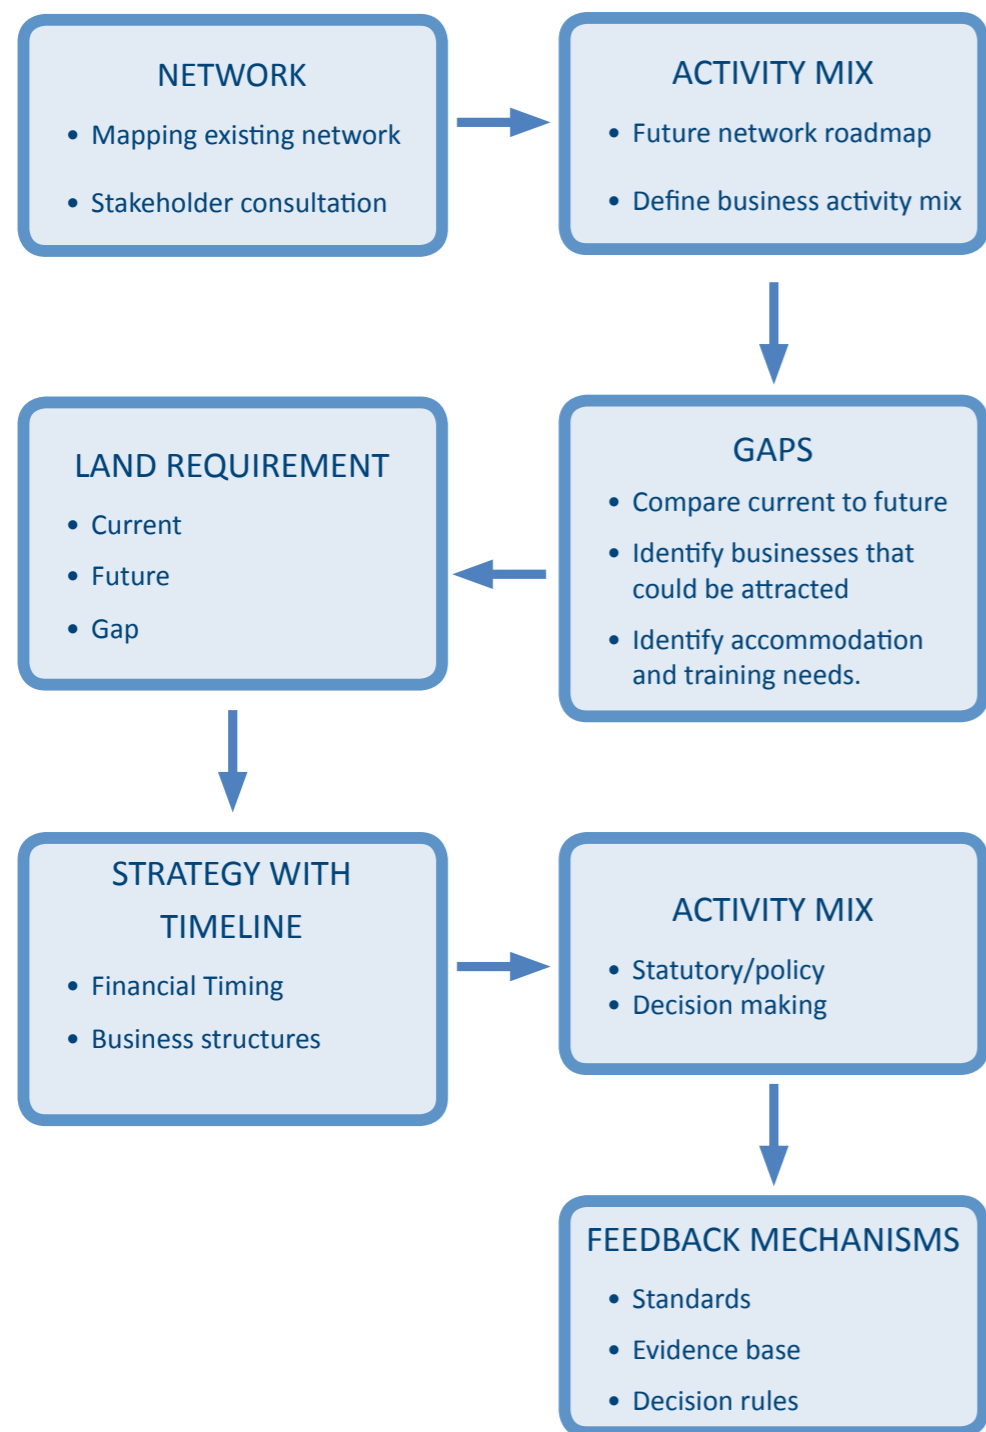 NETWORK
• Mapping existing network
• Stakeholder consultation
ACTIVITY MIX
• Future network roadmap
• Define business activity mix
GAPS
• Compare current to future
• Identify businesses that
could be attracted
• Identify accommodation
and training needs.
LAND REQUIREMENT
• Current
• Future
• Gap
STRATEGY WITH
TIMELINE
• Financial Timing
• Business structures
ACTIVITY MIX
• Statutory/policy
• Decision making
FEEDBACK MECHANISMS
• Standards
• Evidence base
• Decision rules